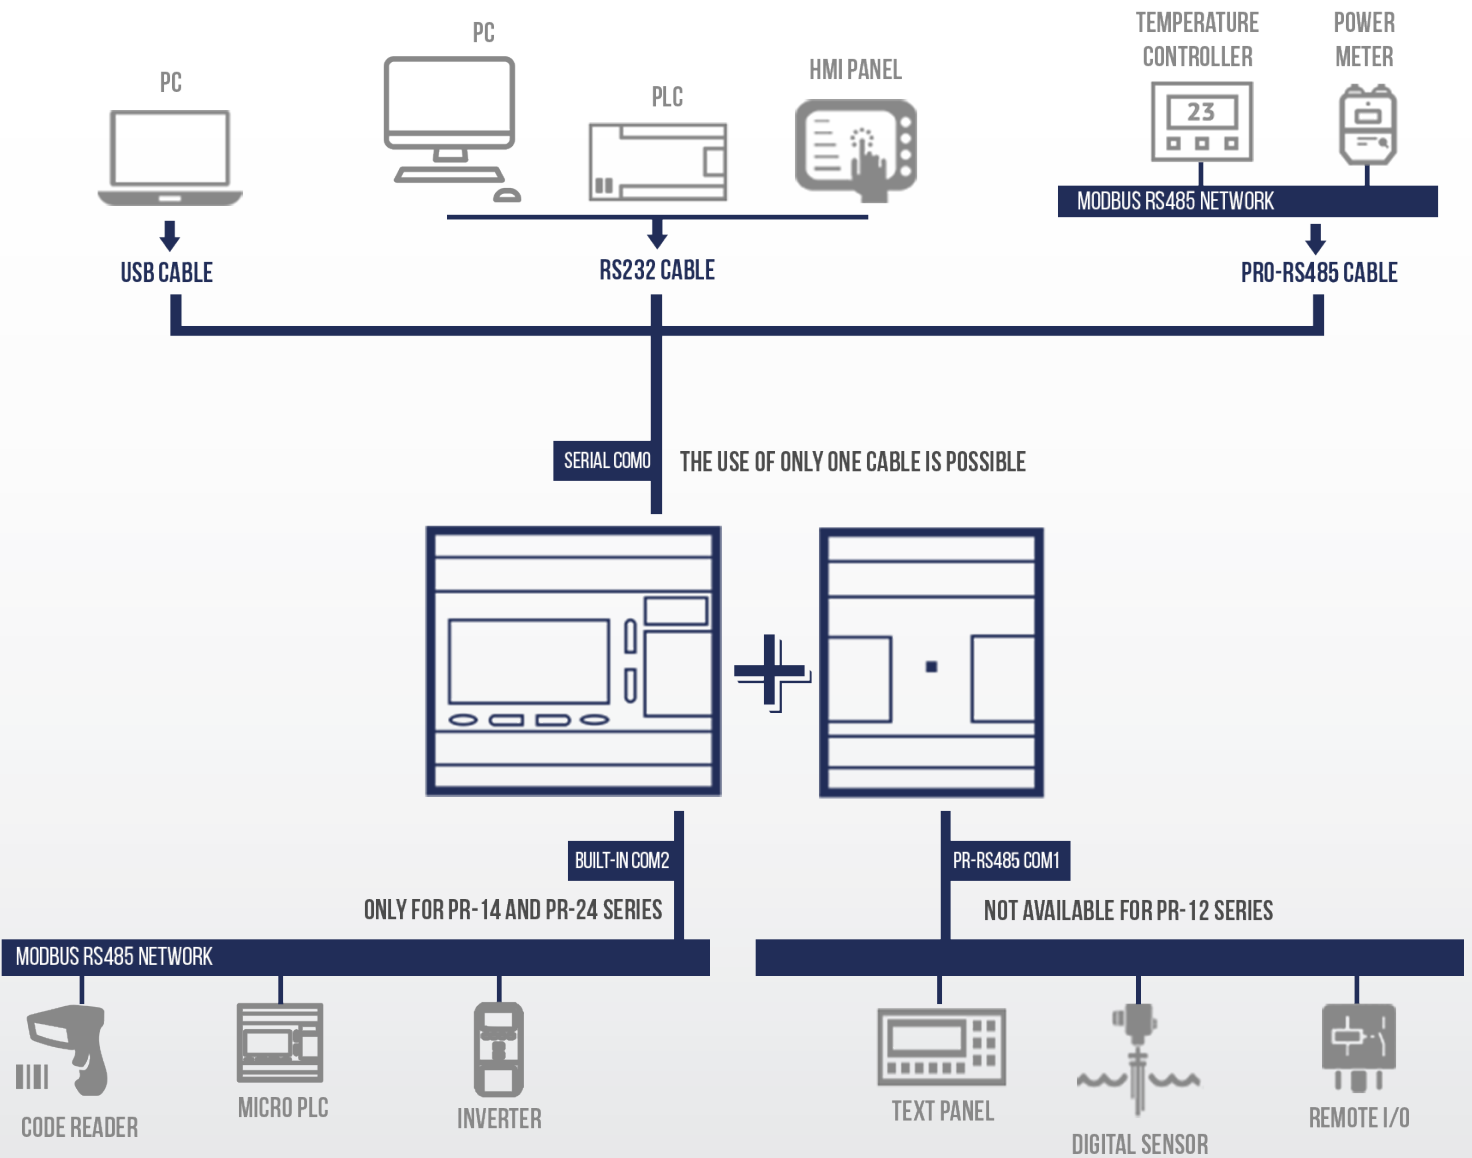 PC
PC
PLC
HMI PANEL
TEMPERATURE
CONTROLLER
POWER
METER
23
MODBUS RS485 NETWORK
USB CABLE
RS232 CABLE
PRO-RS485 CABLE
SERIAL COM0
THE USE OF ONLY ONE CABLE IS POSSIBLE
BUILT-IN COM2
PR-RS485 COM1
ONLY FOR PR-14 AND PR-24 SERIES
NOT AVAILABLE FOR PR-12 SERIES
MODBUS RS485 NETWORK
CODE READER
MICRO PLC
INVERTER
TEXT PANEL
DIGITAL SENSOR
REMOTE I/O